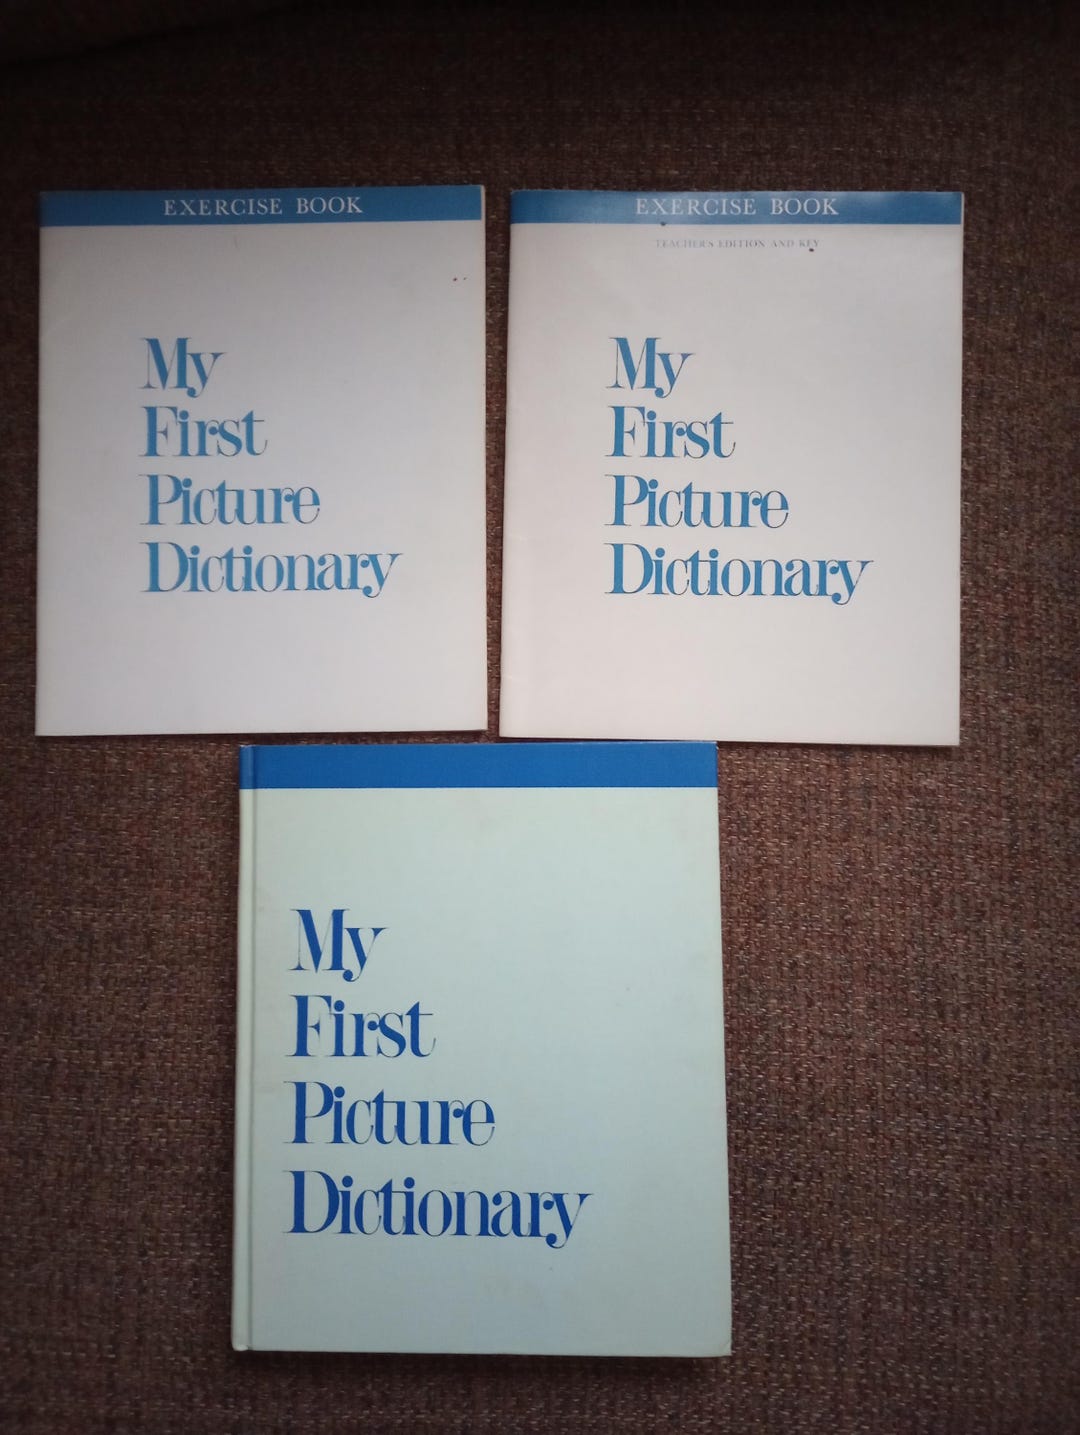 EXERCISE BOOK
My
First
Picture
Dictionary
EXERCISE BOOK
TEACHER'S EDITION AND KEY
My
First
Picture
Dictionary
My
First
Picture
Dictionary